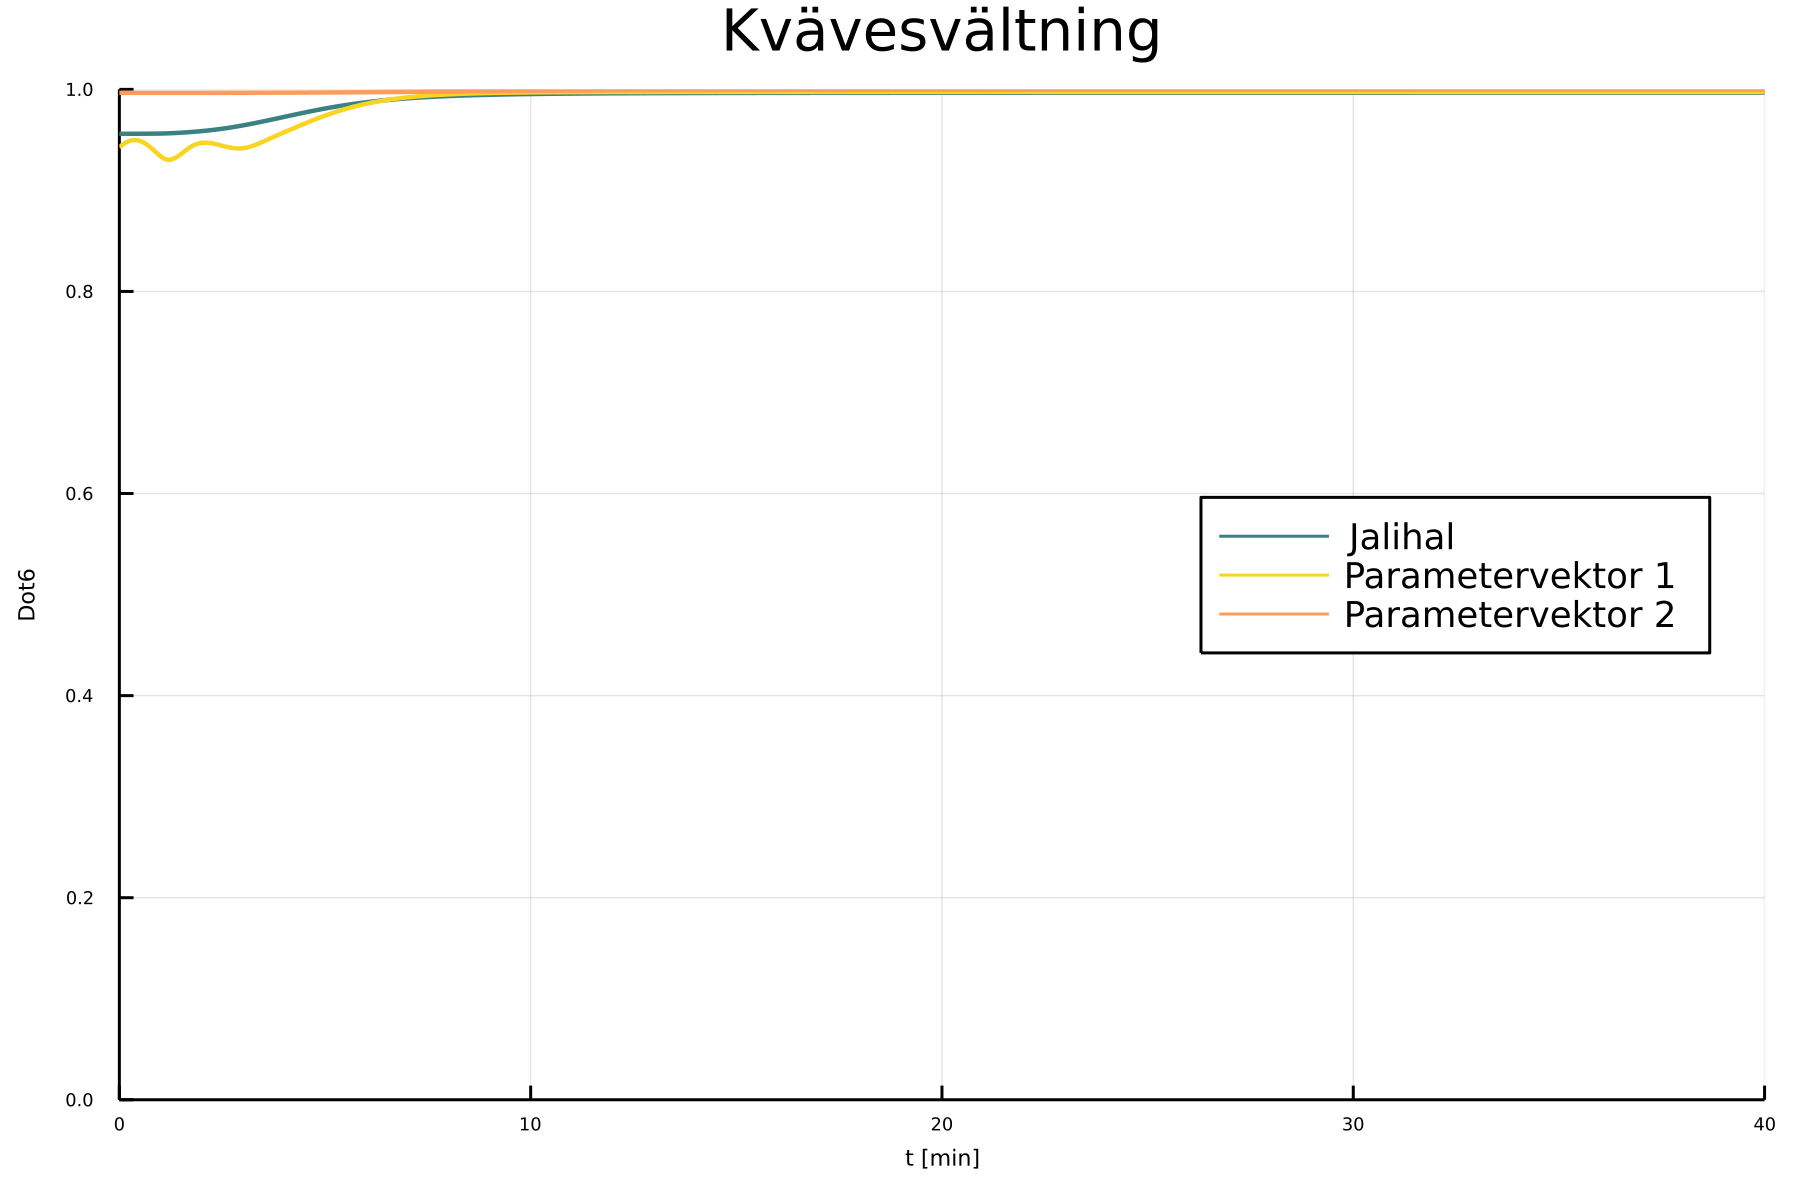 Kvävesvältning
1.0
0.8
0.6
0.4
0.2
0.0
Dot6
Jalihal
Parametervektor 1
Parametervektor 2
0 10 20 30 40
t [min]